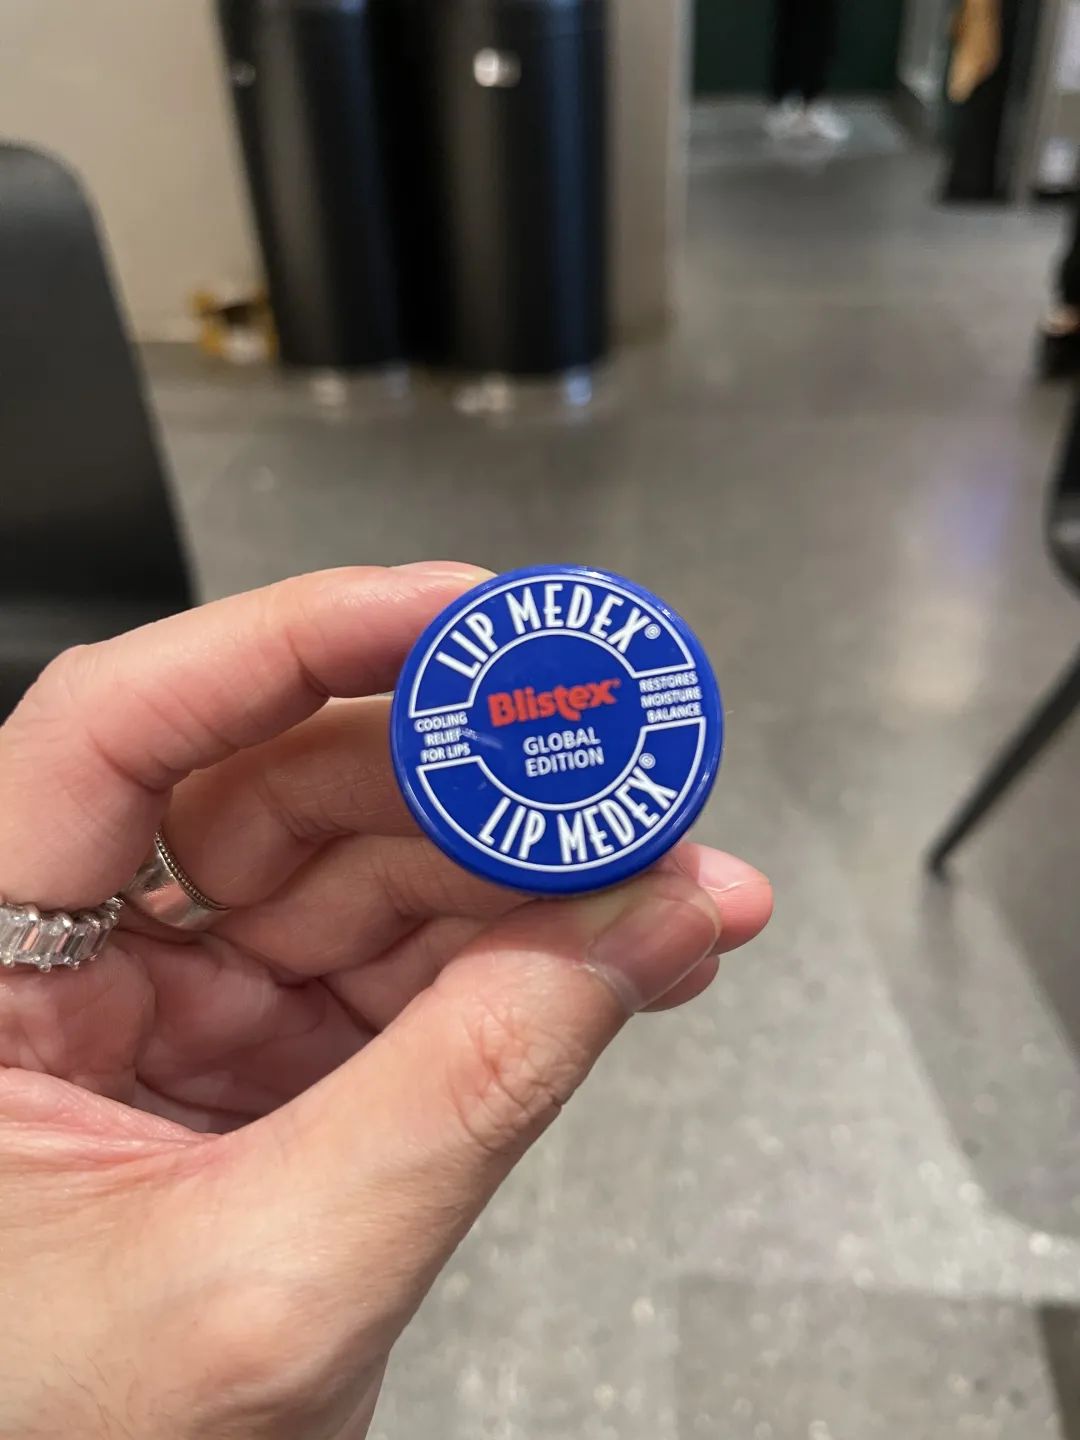 LIP MEDEX®
Blistex®
GLOBAL
EDITION
COOLING
RELIEF
FOR LIPS
RESTORES
MOISTURE
BALANCE
LIP MEDEX®